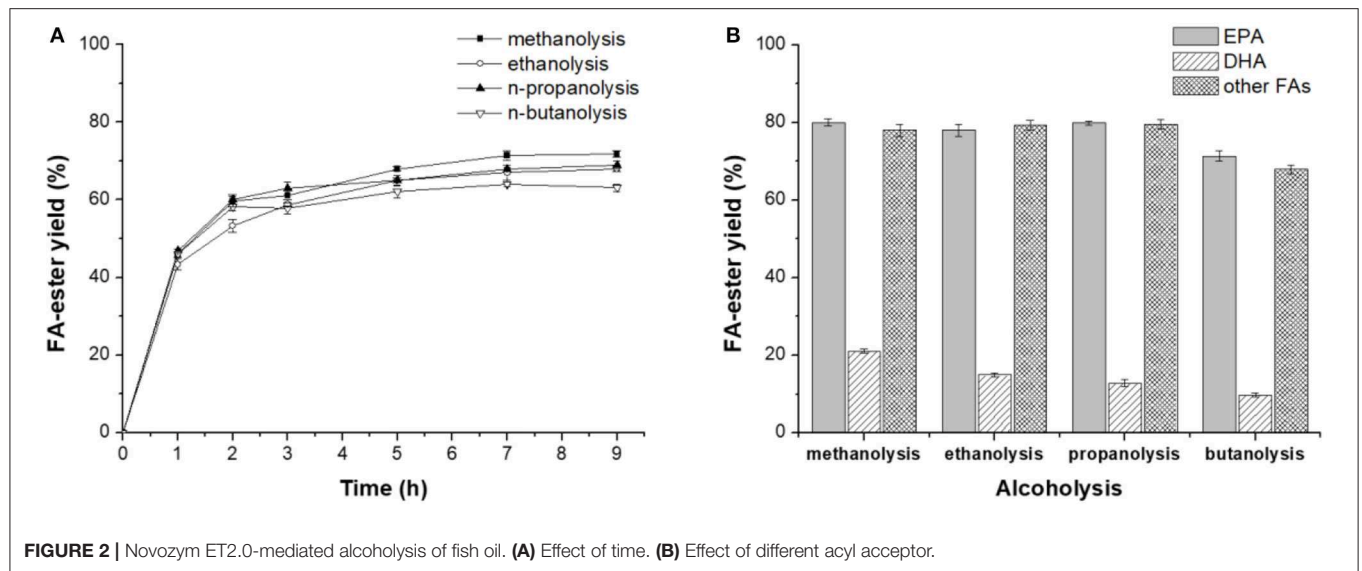 A
100
80
60
40
20
0
FA-ester yield (%)
methanolysis
ethanolysis
n-propanolysis
n-butanolysis
0 1 2 3 4 5 6 7 8 9
Time (h)
B
100
80
60
40
20
0
FA-ester yield (%)
EPA
DHA
other FAs
methanolysis ethanolysis propanolysis butanolysis
Alcoholysis
FIGURE 2 | Novozym ET2.0-mediated alcoholysis of fish oil. (A) Effect of time. (B) Effect of different acyl acceptor.